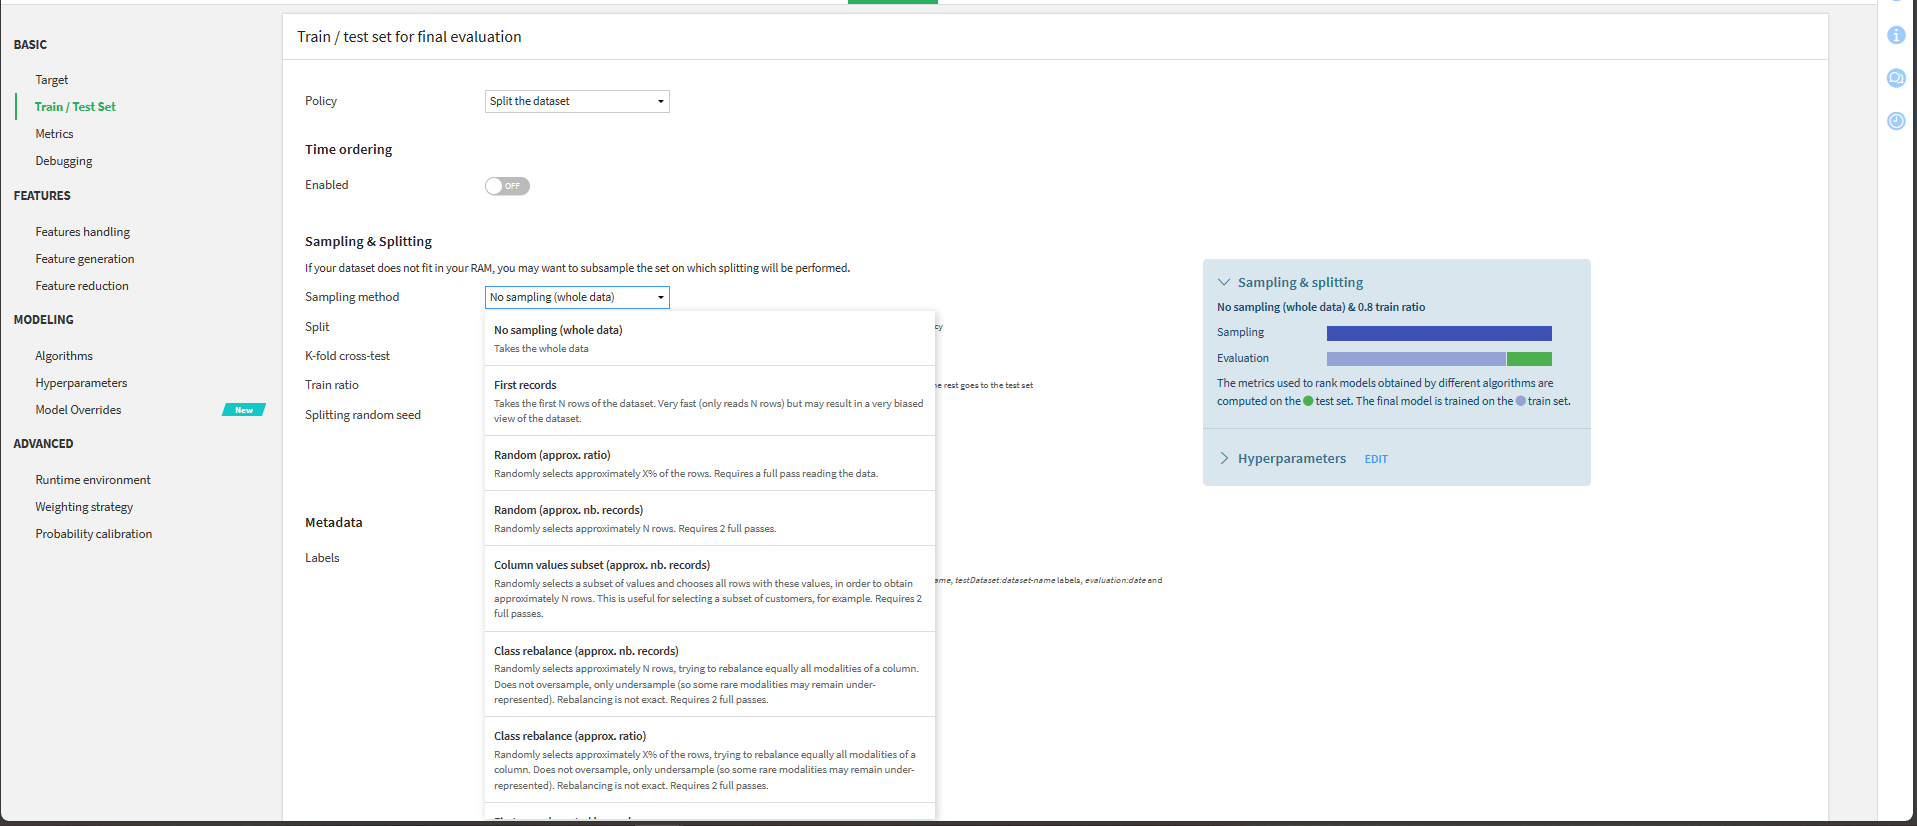 BASIC
Target
Train / Test Set
Metrics
Debugging
FEATURES
Features handling
Feature generation
Feature reduction
MODELING
Algorithms
Hyperparameters
Model Overrides
New
ADVANCED
Runtime environment
Weighting strategy
Probability calibration
Train / test set for final evaluation
Policy
Split the dataset
Time ordering
Enabled
OFF
Sampling & Splitting
If your dataset does not fit in your RAM, you may want to subsample the set on which splitting will be performed.
Sampling method
No sampling (whole data)
Split
cy
K-fold cross-test
Train ratio
e rest goes to the test set
Splitting random seed
Metadata
Labels
ame, testDataset:dataset-name labels, evaluation:date and
No sampling (whole data)
Takes the whole data
First records
Takes the first N rows of the dataset. Very fast (only reads N rows) but may result in a very biased
view of the dataset.
Random (approx. ratio)
Randomly selects approximately X% of the rows. Requires a full pass reading the data.
Random (approx. nb. records)
Randomly selects approximately N rows. Requires 2 full passes.
Column values subset (approx. nb. records)
Randomly selects a subset of values and chooses all rows with these values, in order to obtain
approximately N rows. This is useful for selecting a subset of customers, for example. Requires 2
full passes.
Class rebalance (approx. nb. records)
Randomly selects approximately N rows, trying to rebalance equally all modalities of a column.
Does not oversample, only undersample (so some rare modalities may remain under-
represented). Rebalancing is not exact. Requires 2 full passes.
Class rebalance (approx. ratio)
Randomly selects approximately X% of the rows, trying to rebalance equally all modalities of a
column. Does not oversample, only undersample (so some rare modalities may remain under-
represented). Rebalancing is not exact. Requires 2 full passes.
Sampling & splitting
No sampling (whole data) & 0.8 train ratio
Sampling
Evaluation
The metrics used to rank models obtained by different algorithms are
computed on the test set. The final model is trained on the train set.
Hyperparameters EDIT